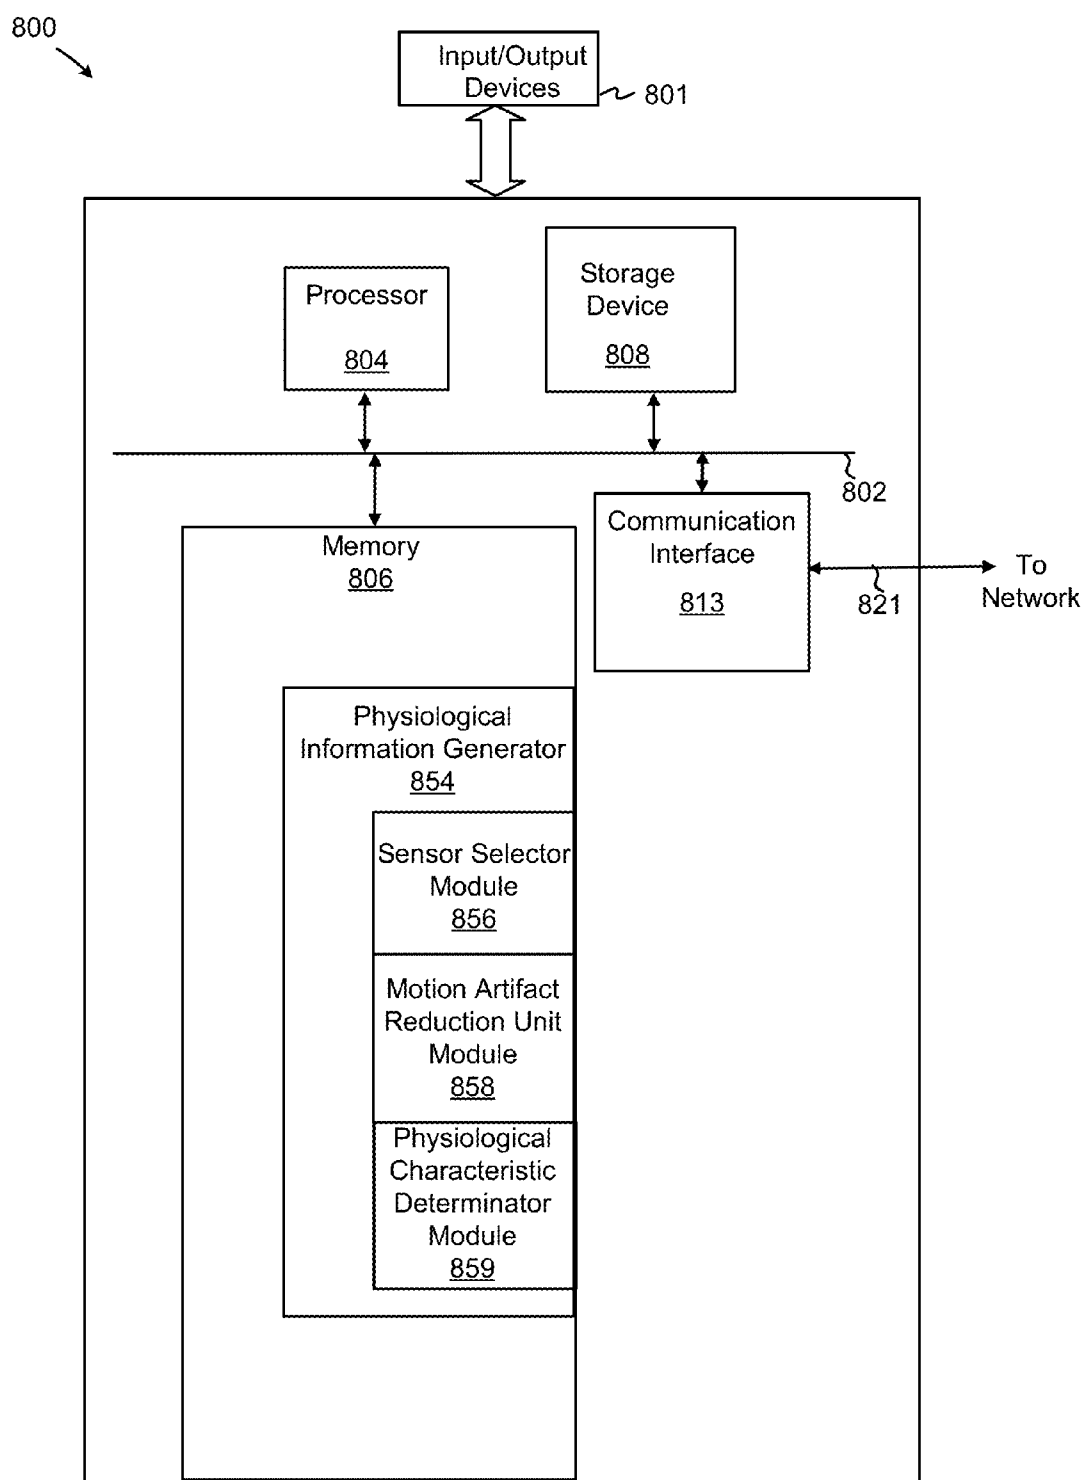 800
Input/Output
Devices
801
Processor
804
Storage
Device
808
802
Memory
806
Communication
Interface
813
821
To
Network
Physiological
Information Generator
854
Sensor Selector
Module
856
Motion Artifact
Reduction Unit
Module
858
Physiological
Characteristic
Determinator
Module
859